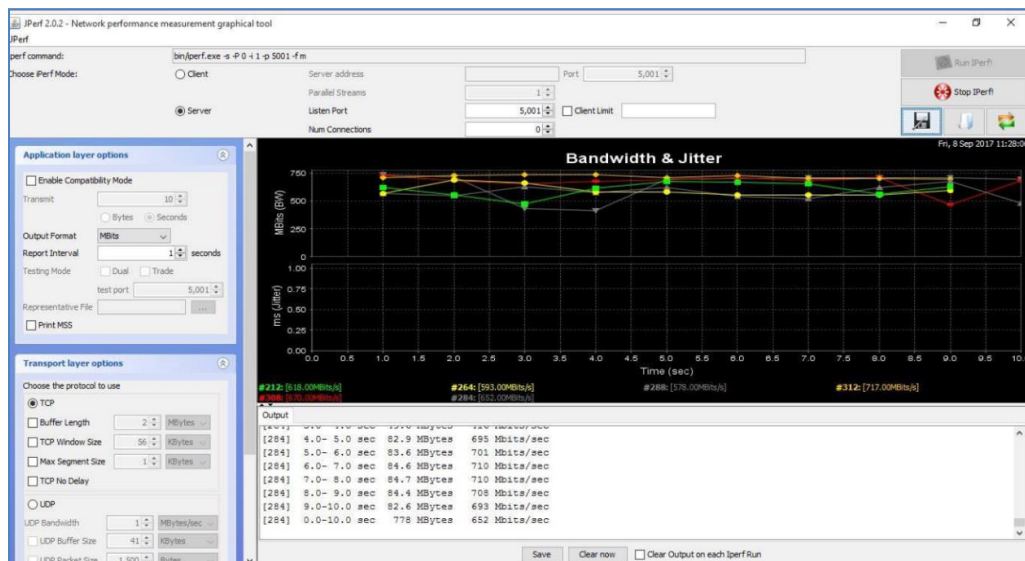 JPerf 2.0.2 - Network performance measurement graphical tool
JPerf
perf command: bin/iperf.exe -s -P 0 -i 1 -p 5001 -f m
Run IPerf!
Choose iPerf Mode: Client Server address Port 5,001
Parallel Streams 1
Stop IPerf!
Server Listen Port 5,001 Client Limit
Num Connections 0
Application layer options
Enable Compatibility Mode
Transmit 10
Bytes Seconds
Output Format MBits
Report Interval 1 seconds
Testing Mode Dual Trade
test port 5,001
Representative File ...
Print MSS
Transport layer options
Choose the protocol to use
TCP
Buffer Length 2 MBytes
TCP Window Size 56 KBytes
Max Segment Size 1 KBytes
TCP No Delay
UDP
UDP Bandwidth 1 MBytes/sec
UDP Buffer Size 41 KBytes
UDP Packet Size 1,500 Bytes
Fri, 8 Sep 2017 11:28:0
Bandwidth & Jitter
MBits (BW)
750
500
250
0
ms (Jitter)
1.00
0.75
0.50
0.25
0.00
0.0 0.5 1.0 1.5 2.0 2.5 3.0 3.5 4.0 4.5 5.0 5.5 6.0 6.5 7.0 7.5 8.0 8.5 9.0 9.5 10.
Time (sec)
#212: [618.00MBits/s] #264: [593.00MBits/s] #288: [578.00MBits/s] #312: [717.00MBits/s]
#308: [670.00MBits/s] #284: [652.00MBits/s]
Output
[284] 4.0- 5.0 sec 82.9 MBytes 695 Mbits/sec
[284] 5.0- 6.0 sec 83.6 MBytes 701 Mbits/sec
[284] 6.0- 7.0 sec 84.6 MBytes 710 Mbits/sec
[284] 7.0- 8.0 sec 84.7 MBytes 710 Mbits/sec
[284] 8.0- 9.0 sec 84.4 MBytes 708 Mbits/sec
[284] 9.0-10.0 sec 82.6 MBytes 693 Mbits/sec
[284] 0.0-10.0 sec 778 MBytes 652 Mbits/sec
Save Clear now Clear Output on each Iperf Run